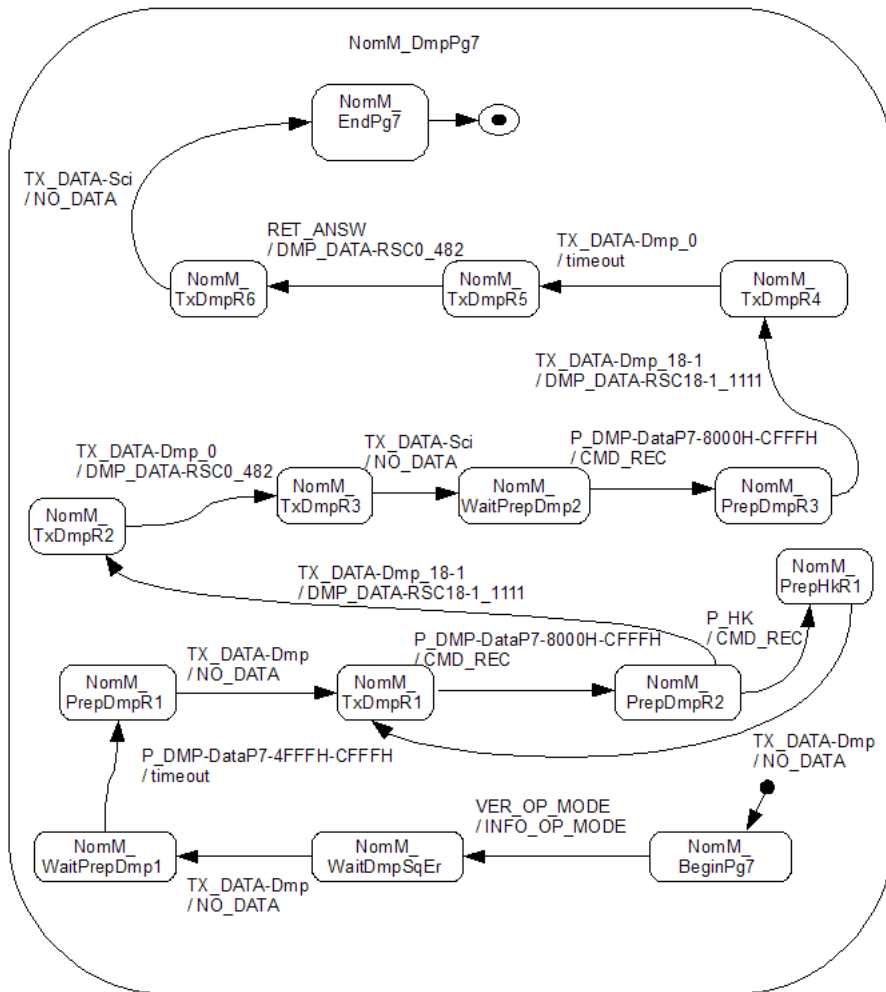 NomM_DmpPg7
NomM_
EndPg7
TX_DATA-Sci
/ NO_DATA
RET_ANSW
/ DMP_DATA-RSC0_482
TX_DATA-Dmp_0
/ timeout
NomM_
TxDmpR6
NomM_
TxDmpR5
NomM_
TxDmpR4
TX_DATA-Dmp_18-1
/ DMP_DATA-RSC18-1_1111
TX_DATA-Dmp_0
/ DMP_DATA-RSC0_482
TX_DATA-Sci
/ NO_DATA
P_DMP-DataP7-8000H-CFFFH
/ CMD_REC
NomM_
TxDmpR2
NomM_
TxDmpR3
NomM_
WaitPrepDmp2
NomM_
PrepDmpR3
TX_DATA-Dmp_18-1
/ DMP_DATA-RSC18-1_1111
NomM_
PrepHkR1
TX_DATA-Dmp
/ NO_DATA
P_DMP-DataP7-8000H-CFFFH
/ CMD_REC
P_HK
/ CMD_REC
NomM_
PrepDmpR1
NomM_
TxDmpR1
NomM_
PrepDmpR2
P_DMP-DataP7-4FFFH-CFFFH
/ timeout
TX_DATA-Dmp
/ NO_DATA
VER_OP_MODE
/ INFO_OP_MODE
NomM_
WaitPrepDmp1
NomM_
WaitDmpSqEr
NomM_
BeginPg7
TX_DATA-Dmp
/ NO_DATA